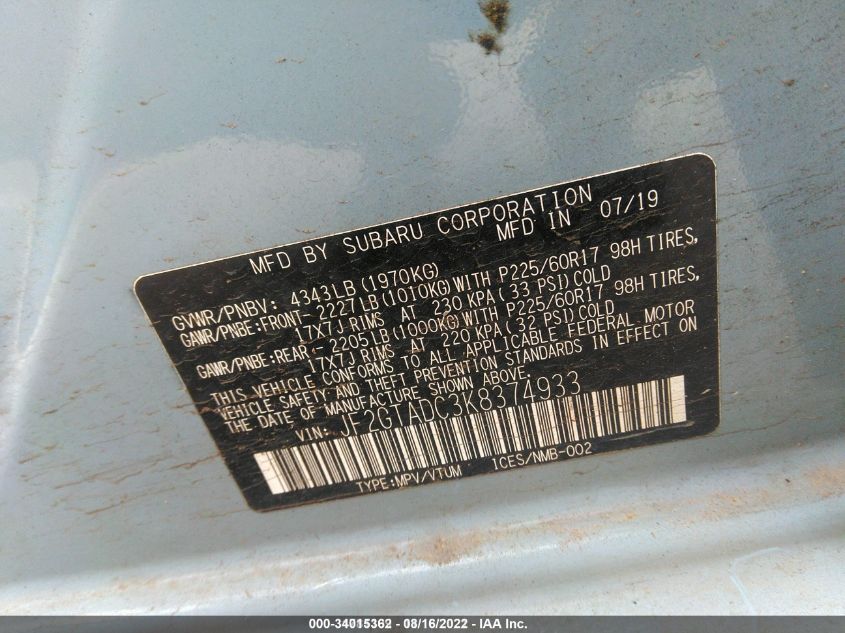 MFD BY SUBARU CORPORATION
MFD IN 07/19
GVWR/PNBV: 4343LB (1970KG)
GAWR/PNBE:FRONT-2227LB(1010KG)WITH P225/60R17 98H TIRES,
17X7J RIMS AT 230 KPA(33 PSI)COLD
GAWR/PNBE:REAR-2205LB(1000KG)WITH P225/60R17 98H TIRES,
17X7J RIMS AT 220 KPA(32 PSI)COLD
THIS VEHICLE CONFORMS TO ALL APPLICABLE FEDERAL MOTOR
VEHICLE SAFETY AND THEFT PREVENTION STANDARDS IN EFFECT ON
THE DATE OF MANUFACTURE SHOWN ABOVE.
VIN: JF2GTADC3K8374933
TYPE:MPV/VTUM ICES/NMB-002
000-34015362 - 08/16/2022 - IAA Inc.